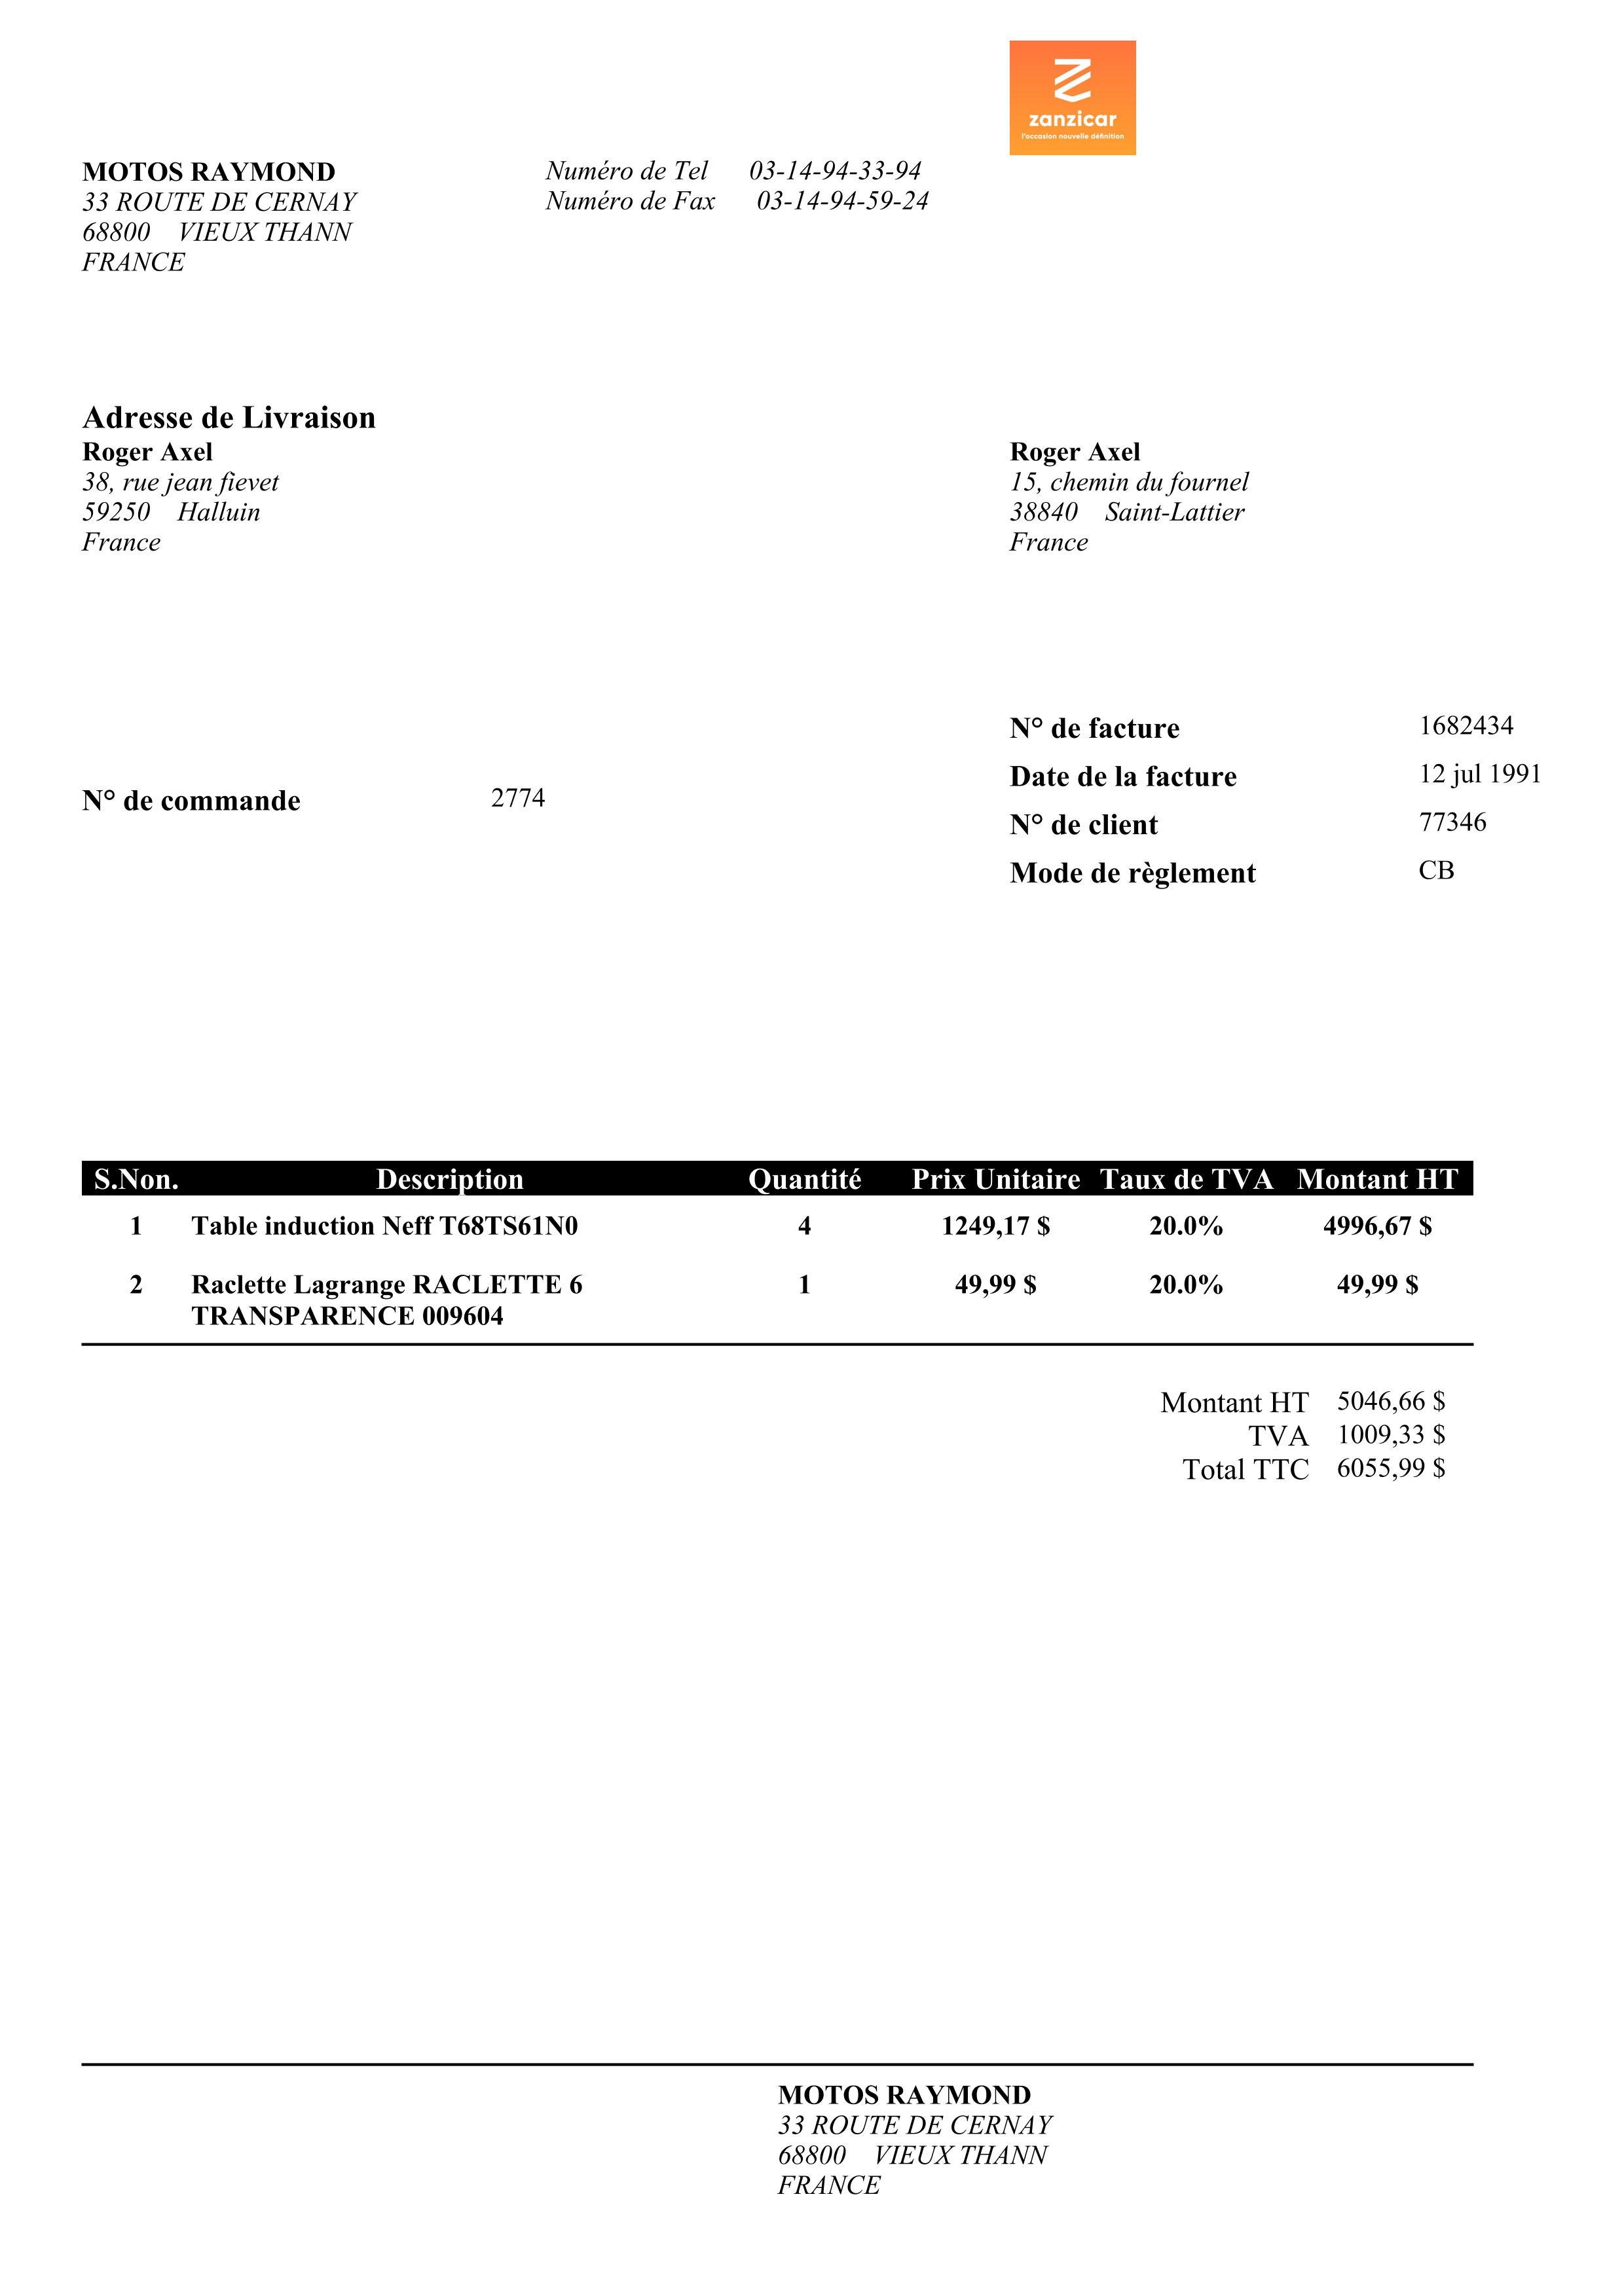 zanzicar
l'occasion nouvelle définition
MOTOS RAYMOND
33 ROUTE DE CERNAY
68800 VIEUX THANN
FRANCE
Numéro de Tel 03-14-94-33-94
Numéro de Fax 03-14-94-59-24
Adresse de Livraison
Roger Axel
38, rue jean fievet
59250 Halluin
France
Roger Axel
15, chemin du fournel
38840 Saint-Lattier
France
N° de commande 2774
N° de facture 1682434
Date de la facture 12 jul 1991
N° de client 77346
Mode de règlement CB
S.Non. Description Quantité Prix Unitaire Taux de TVA Montant HT
1 Table induction Neff T68TS61N0 4 1249,17 $ 20.0% 4996,67 $
2 Raclette Lagrange RACLETTE 6 1 49,99 $ 20.0% 49,99 $
TRANSPARENCE 009604
Montant HT 5046,66 $
TVA 1009,33 $
Total TTC 6055,99 $
MOTOS RAYMOND
33 ROUTE DE CERNAY
68800 VIEUX THANN
FRANCE